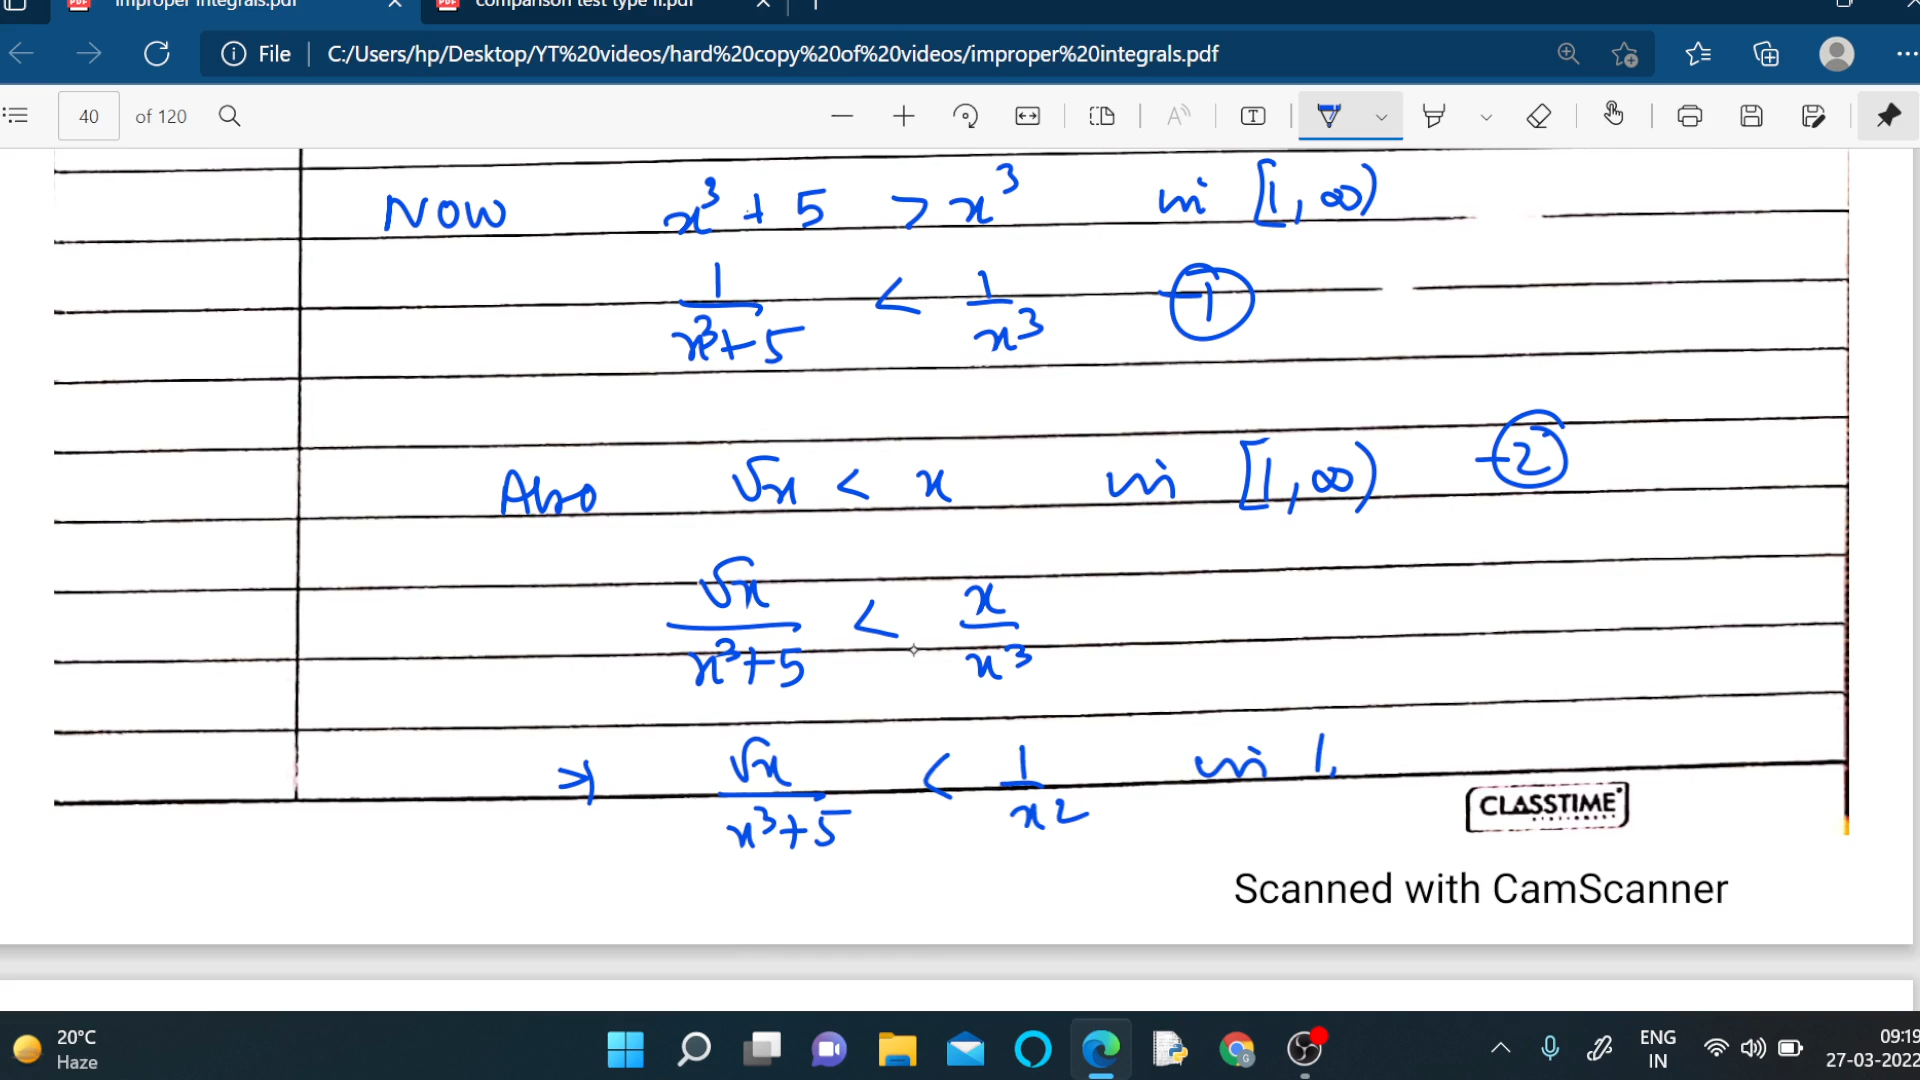 improper integrals.pdf comparison test type II.pdf
File C:/Users/hp/Desktop/YT%20videos/hard%20copy%20of%20videos/improper%20integrals.pdf
40 of 120
Now x³ + 5 > x³ in [1, ∞)
1/(x³+5) < 1/x³ —①
Also √x < x in [1, ∞) —②
√x/(x³+5) < x/x³
⇒ √x/(x³+5) < 1/x² in 1,
CLASSTIME
Scanned with CamScanner
20°C
Haze
ENG
IN
09:19
27-03-2022